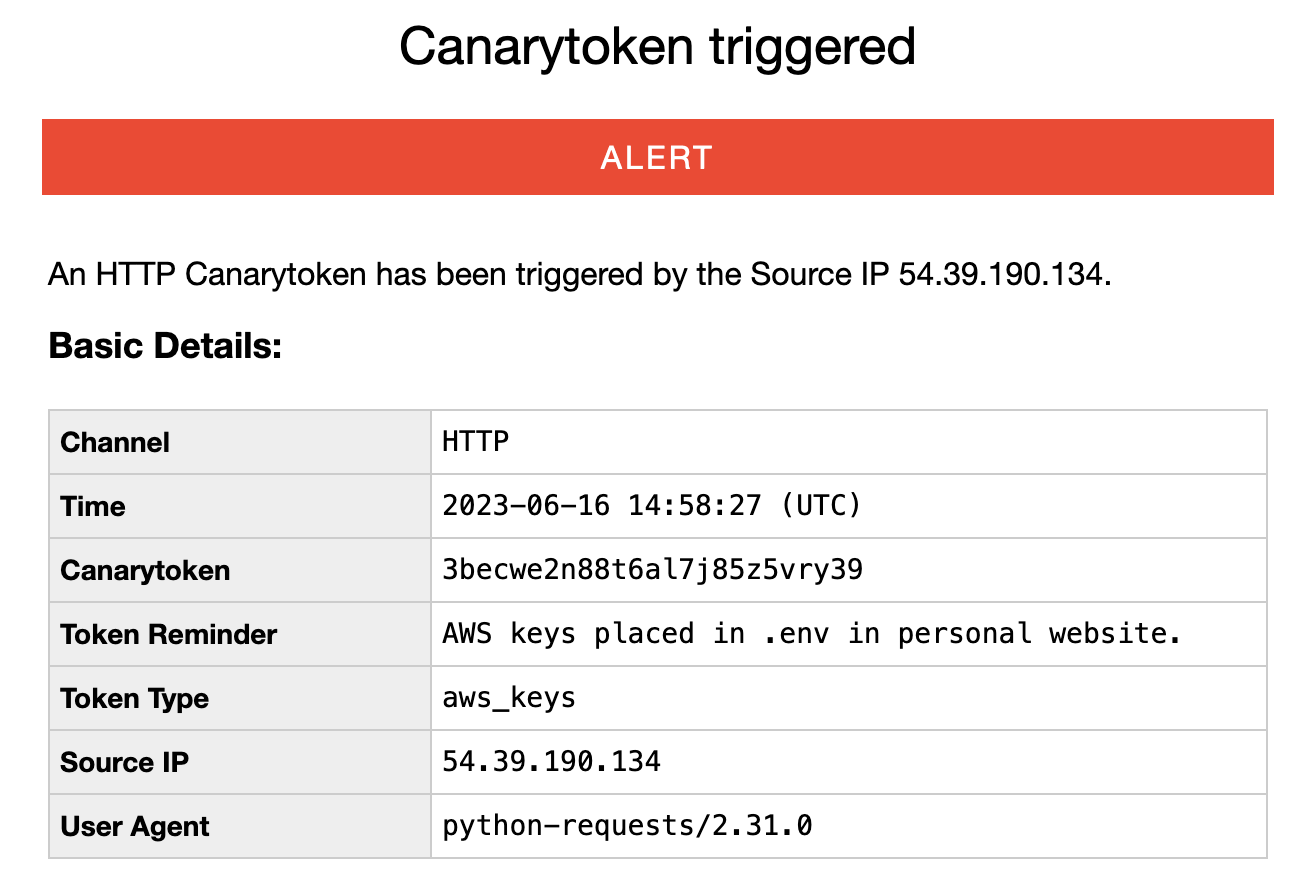 Canarytoken triggered
ALERT
An HTTP Canarytoken has been triggered by the Source IP 54.39.190.134.
Basic Details:
Channel HTTP
Time 2023-06-16 14:58:27 (UTC)
Canarytoken 3becwe2n88t6al7j85z5vry39
Token Reminder AWS keys placed in .env in personal website.
Token Type aws_keys
Source IP 54.39.190.134
User Agent python-requests/2.31.0